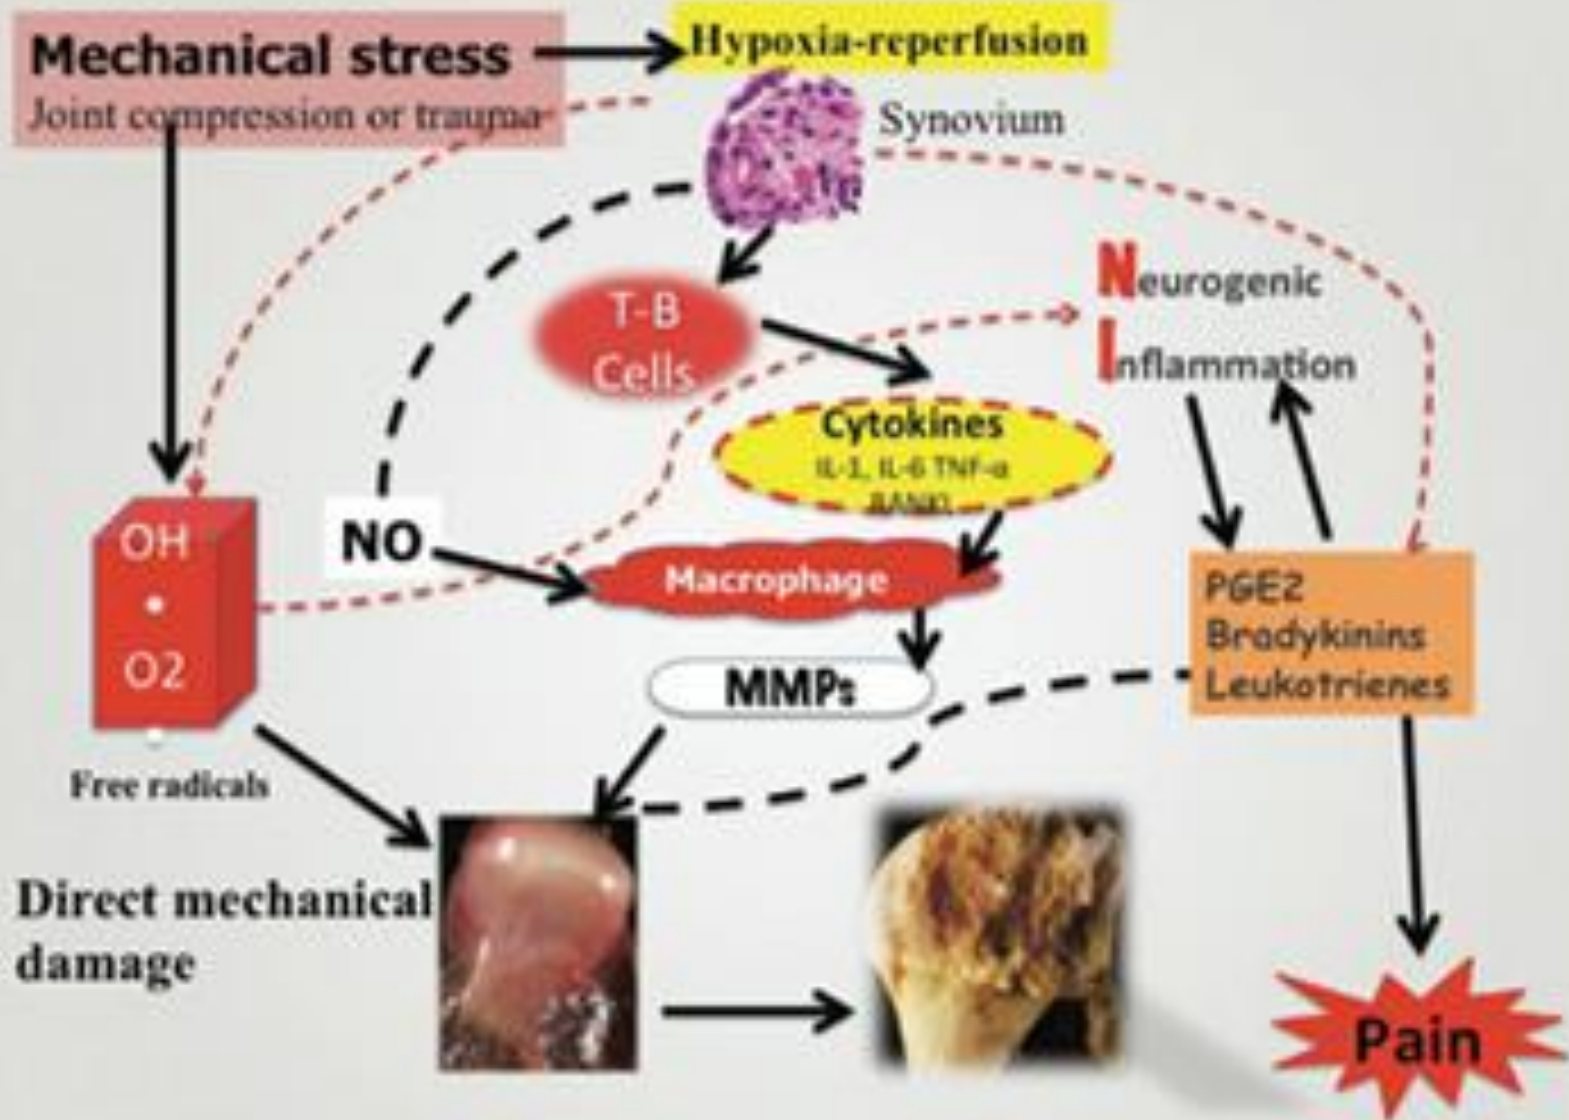 Mechanical stress
Joint compression or trauma
Hypoxia-reperfusion
Synovium
T-B
Cells
Neurogenic
Inflammation
Cytokines
IL-1, IL-6 TNF-α
OH
•
O2
NO
Macrophage
MMPs
PGE2
Bradykinins
Leukotrienes
Free radicals
Direct mechanical
damage
Pain